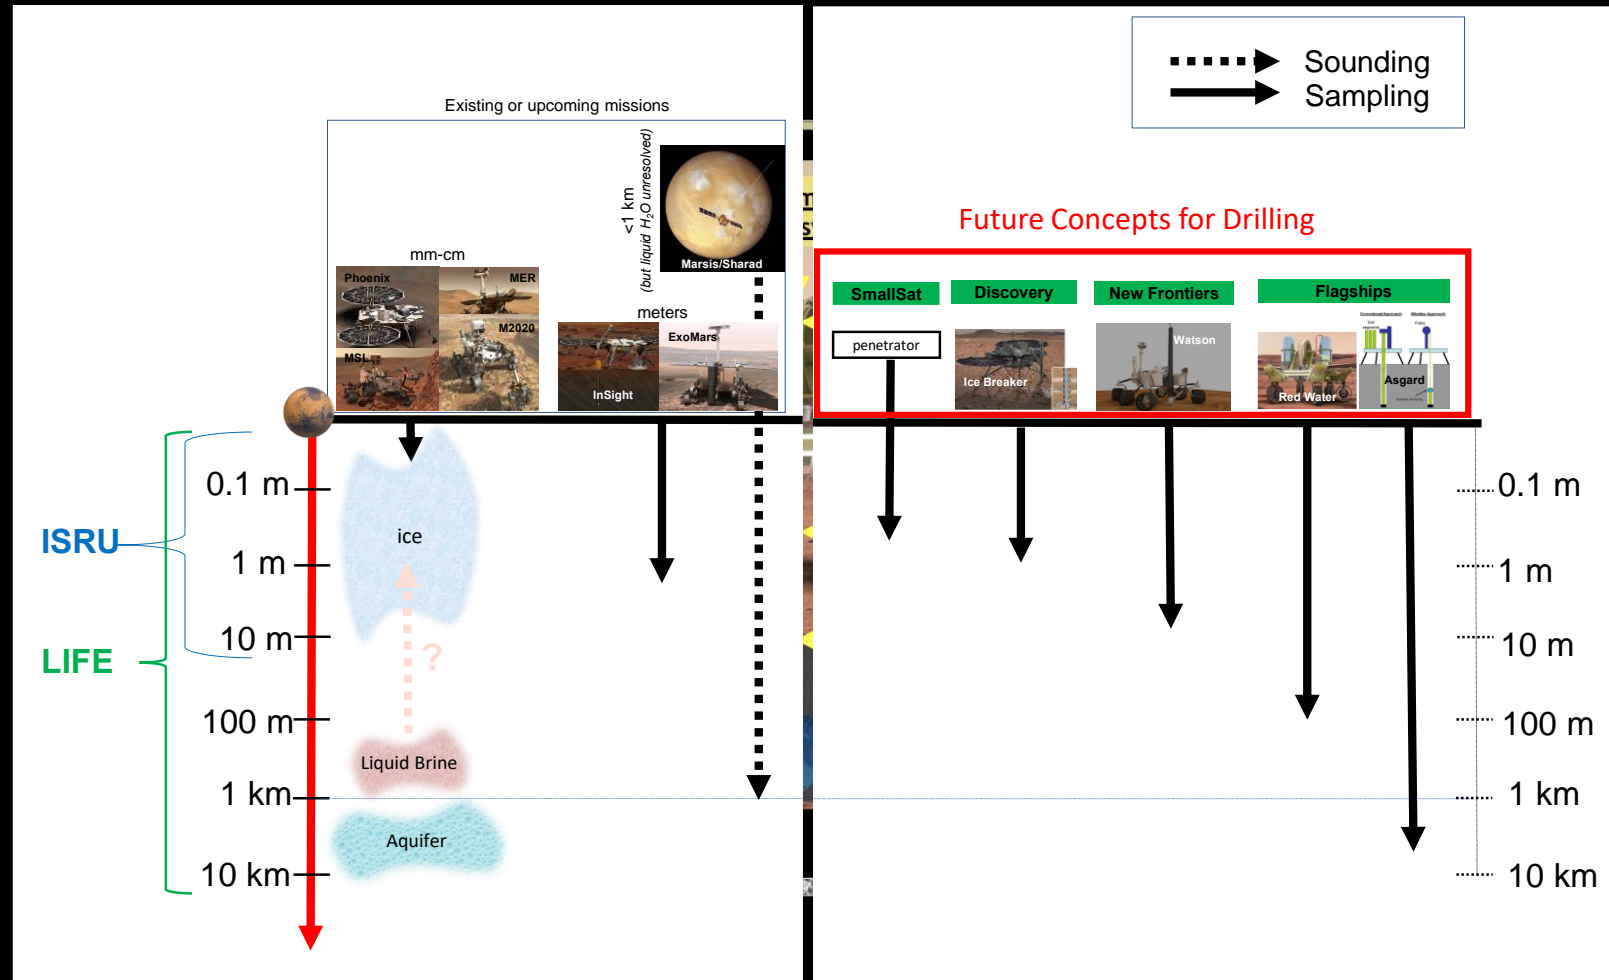 Sounding
Sampling
Existing or upcoming missions
<1 km
(but liquid H₂O unresolved)
Marsis/Sharad
mm-cm
Phoenix
MER
M2020
MSL
meters
InSight
ExoMars
Future Concepts for Drilling
SmallSat
Discovery
New Frontiers
Flagships
penetrator
Ice Breaker
Watson
Red Water
Asgard
0.1 m
1 m
10 m
100 m
1 km
10 km
ISRU
LIFE
ice
?
Liquid Brine
Aquifer
0.1 m
1 m
10 m
100 m
1 km
10 km